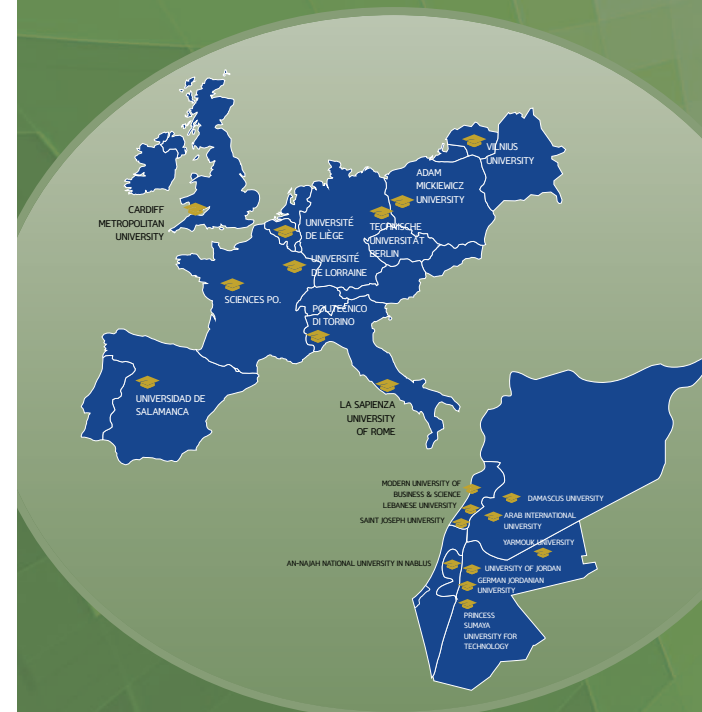 VILNIUS
UNIVERSITY
ADAM
MICKIEWICZ
UNIVERSITY
CARDIFF
METROPOLITAN
UNIVERSITY
UNIVERSITÉ
DE LIÈGE
TECHNISCHE
UNIVERSITÄT
BERLIN
UNIVERSITÉ
DE LORRAINE
SCIENCES PO.
POLITECNICO
DI TORINO
UNIVERSIDAD DE
SALAMANCA
LA SAPIENZA
UNIVERSITY
OF ROME
MODERN UNIVERSITY OF
BUSINESS & SCIENCE
LEBANESE UNIVERSITY
SAINT JOSEPH UNIVERSITY
DAMASCUS UNIVERSITY
ARAB INTERNATIONAL
UNIVERSITY
YARMOUK UNIVERSITY
AN-NAJAH NATIONAL UNIVERSITY IN NABLUS
UNIVERSITY OF JORDAN
GERMAN JORDANIAN
UNIVERSITY
PRINCESS
SUMAYA
UNIVERSITY FOR
TECHNOLOGY